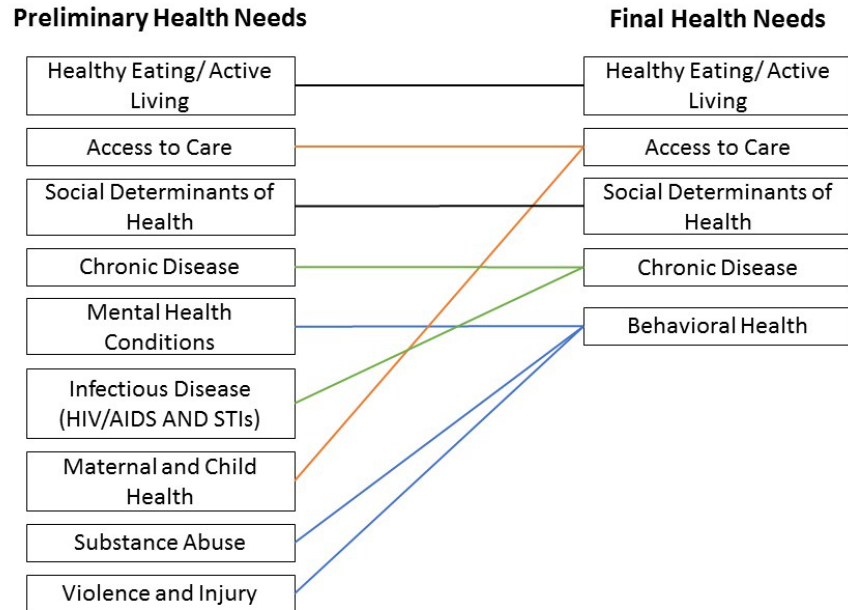 Preliminary Health Needs
Healthy Eating/ Active
Living
Access to Care
Social Determinants of
Health
Chronic Disease
Mental Health
Conditions
Infectious Disease
(HIV/AIDS AND STIs)
Maternal and Child
Health
Substance Abuse
Violence and Injury
Final Health Needs
Healthy Eating/ Active
Living
Access to Care
Social Determinants of
Health
Chronic Disease
Behavioral Health